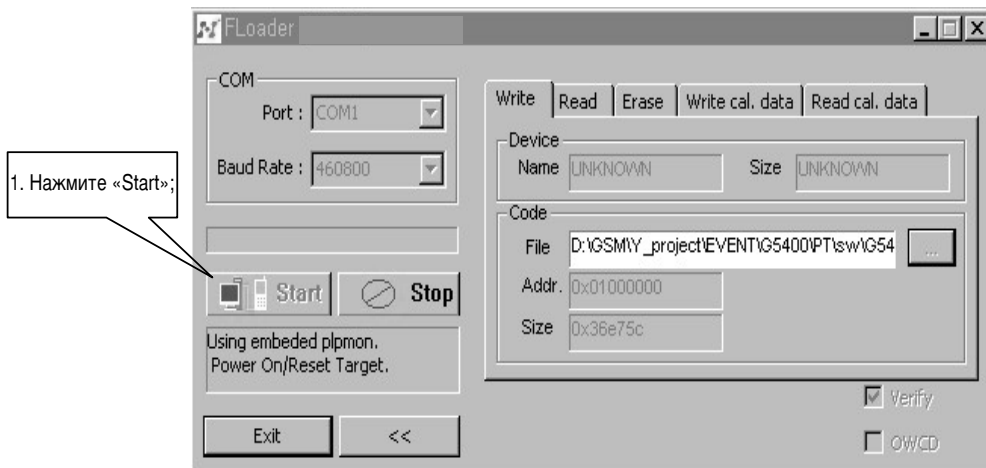 FLoader
COM
Port : COM1
Baud Rate : 460800
1. Нажмите «Start»;
Start
Stop
Using embeded plpmon.
Power On/Reset Target.
Exit
<<
Write Read Erase Write cal. data Read cal. data
Device
Name UNKNOWN Size UNKNOWN
Code
File D:\GSM\Y_project\EVENT\G5400\PT\sw\G54 ...
Addr. 0x01000000
Size 0x36e75c
Verify
OWCD